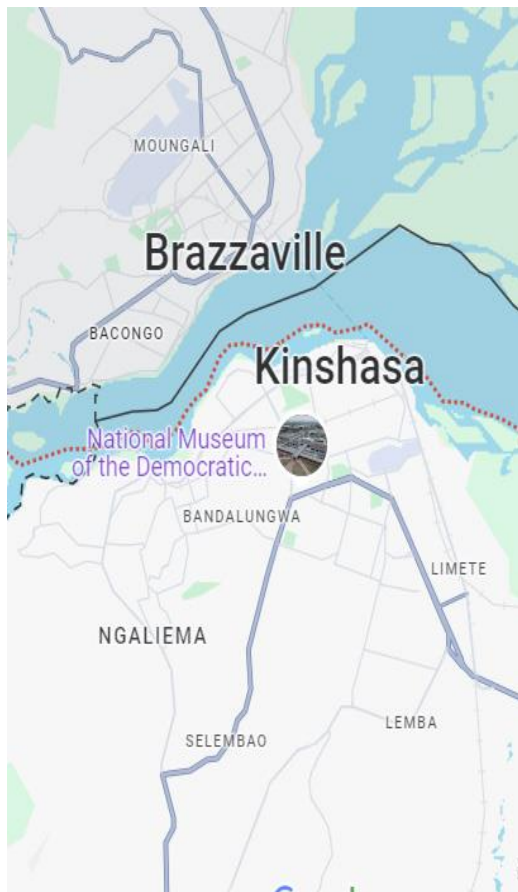 MOUNGALI
Brazzaville
BACONGO
Kinshasa
National Museum
of the Democratic...
BANDALUNGWA
LIMETE
NGALIEMA
LEMBA
SELEMBAO